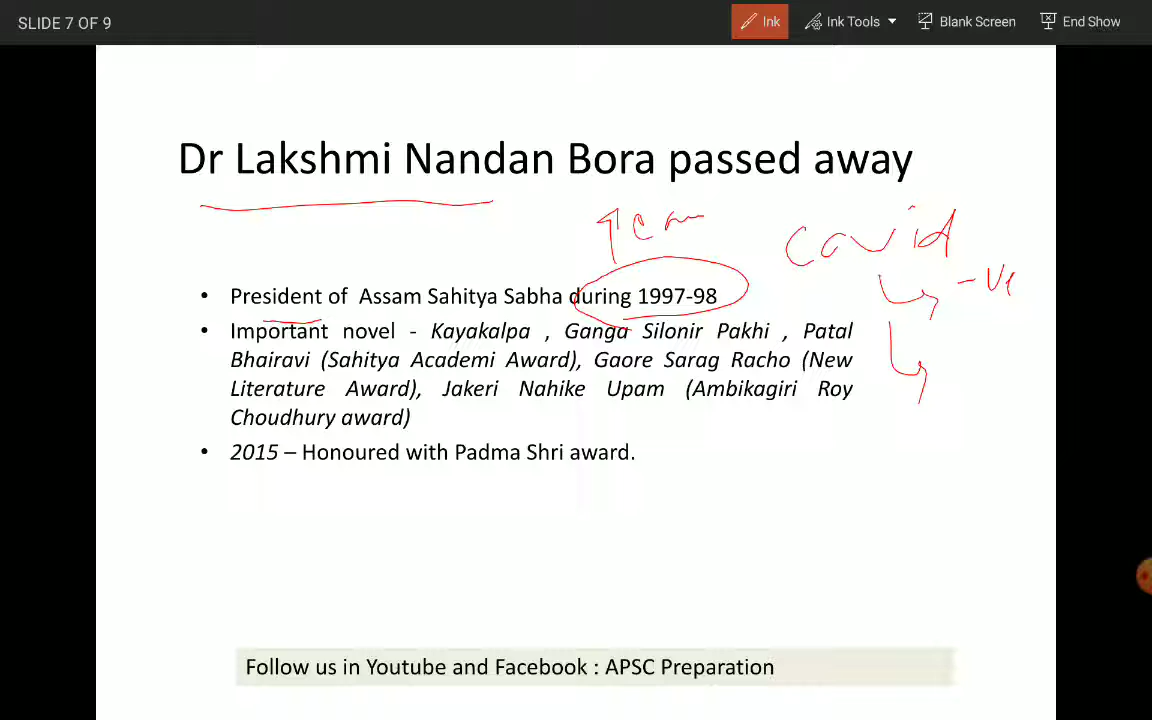 SLIDE 7 OF 9
Ink
Ink Tools
Blank Screen
End Show
Dr Lakshmi Nandan Bora passed away
covid
-ve
• President of Assam Sahitya Sabha during 1997-98
• Important novel - Kayakalpa , Ganga Silonir Pakhi , Patal
Bhairavi (Sahitya Academi Award), Gaore Sarag Racho (New
Literature Award), Jakeri Nahike Upam (Ambikagiri Roy
Choudhury award)
• 2015 – Honoured with Padma Shri award.
Follow us in Youtube and Facebook : APSC Preparation